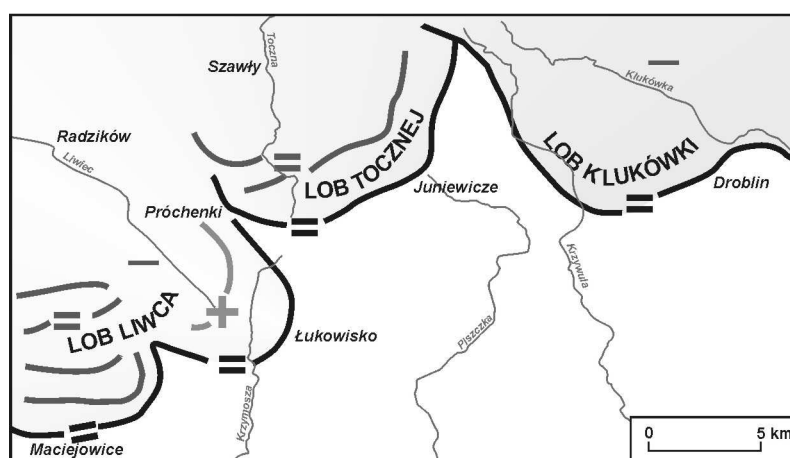 Toczna
Szawły
Klukówka
Radzików
Liwiec
LOB TOCZNEJ
LOB KLUKÓWKI
Juniewicze
Droblin
Próchenki
Krzywula
LOB LIWCA
Łukowisko
Piszczka
Krzymosza
Maciejowice
0 5 km